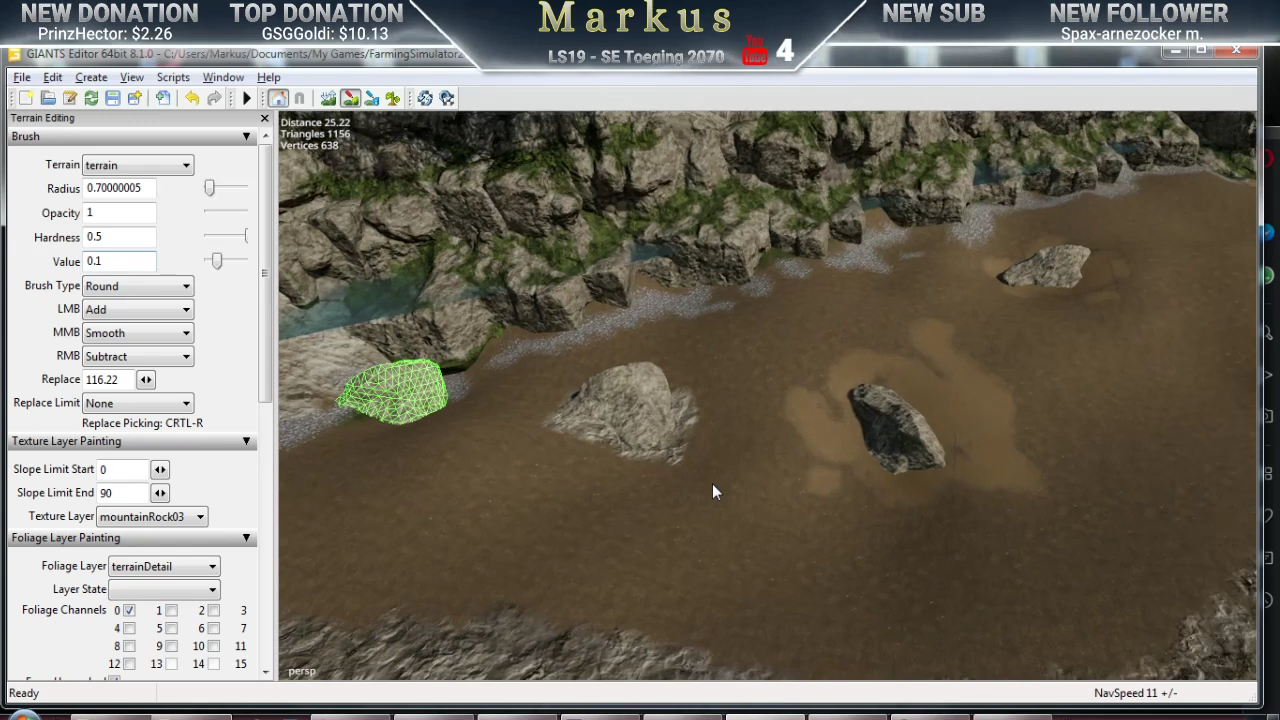 NEW DONATION
PrinzHector: $2.26
TOP DONATION
GSGGoldi: $10.13
Markus
LS19 - SE Toeging 2070
You
Tube
4
NEW SUB
NEW FOLLOWER
Spax-arnezocker m.
GIANTS Editor 64bit 8.1.0 - C:/Users/Markus/Documents/My Games/FarmingSimulator2
File Edit Create View Scripts Window Help
Terrain Editing
Brush
Terrain terrain
Radius 0.70000005
Opacity 1
Hardness 0.5
Value 0.1
Brush Type Round
LMB Add
MMB Smooth
RMB Subtract
Replace 116.22
Replace Limit None
Replace Picking: CRTL-R
Texture Layer Painting
Slope Limit Start 0
Slope Limit End 90
Texture Layer mountainRock03
Foliage Layer Painting
Foliage Layer terrainDetail
Layer State
Foliage Channels 0 1 2 3
4 5 6 7
8 9 10 11
12 13 14 15
Distance 25.22
Triangles 1156
Vertices 638
persp
Ready
NavSpeed 11 +/-